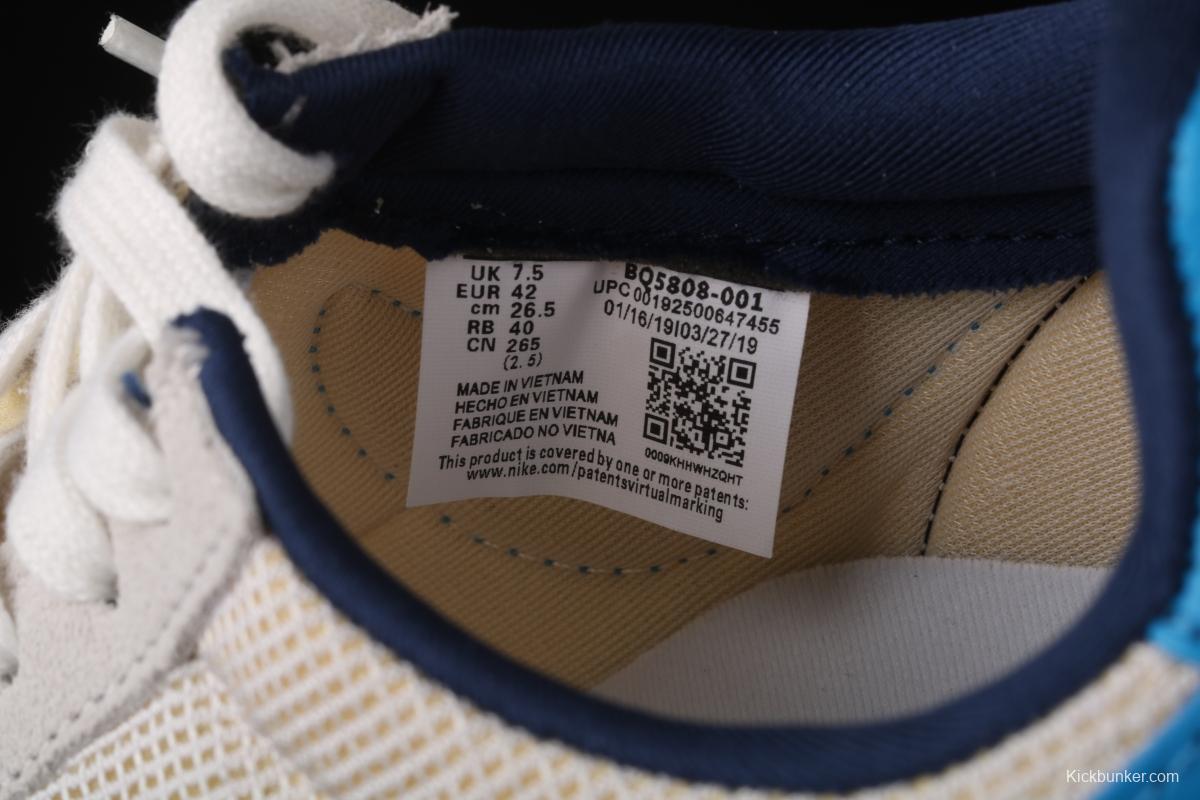 UK 7.5
EUR 42
cm 26.5
RB 40
CN 265
(2.5)
MADE IN VIETNAM
HECHO EN VIETNAM
FABRIQUE EN VIETNAM
FABRICADO NO VIETNA
BQ5808-001
UPC 00192500647455
01/16/19|03/27/19
0009KHHWHZQHT
This product is covered by one or more patents:
www.nike.com/patentsvirtualmarking
Kickbunker.com